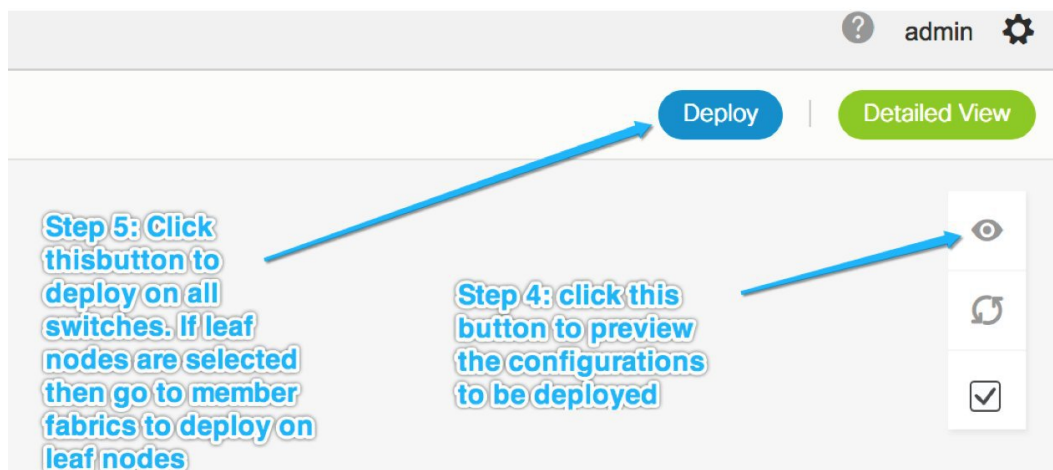 admin
Deploy
Detailed View
Step 5: Click
thisbutton to
deploy on all
switches. If leaf
nodes are selected
then go to member
fabrics to deploy on
leaf nodes
Step 4: click this
button to preview
the configurations
to be deployed